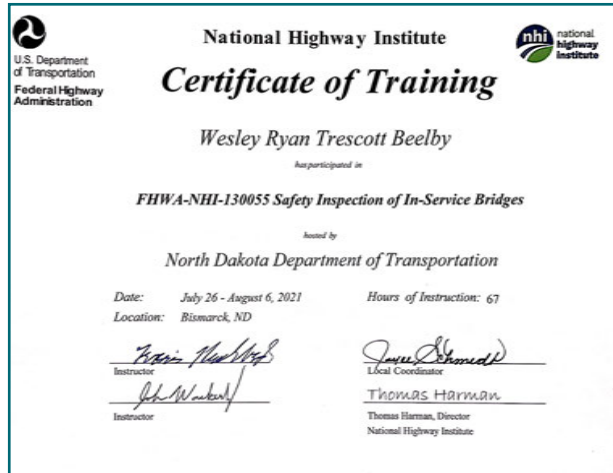 National Highway Institute
nhi national
highway
institute
U.S. Department
of Transportation
Federal Highway
Administration
Certificate of Training
Wesley Ryan Trescott Beelby
has participated in
FHWA-NHI-130055 Safety Inspection of In-Service Bridges
hosted by
North Dakota Department of Transportation
Date: July 26 - August 6, 2021 Hours of Instruction: 67
Location: Bismarck, ND
Instructor
Local Coordinator
Thomas Harman
Instructor
Thomas Harman, Director
National Highway Institute